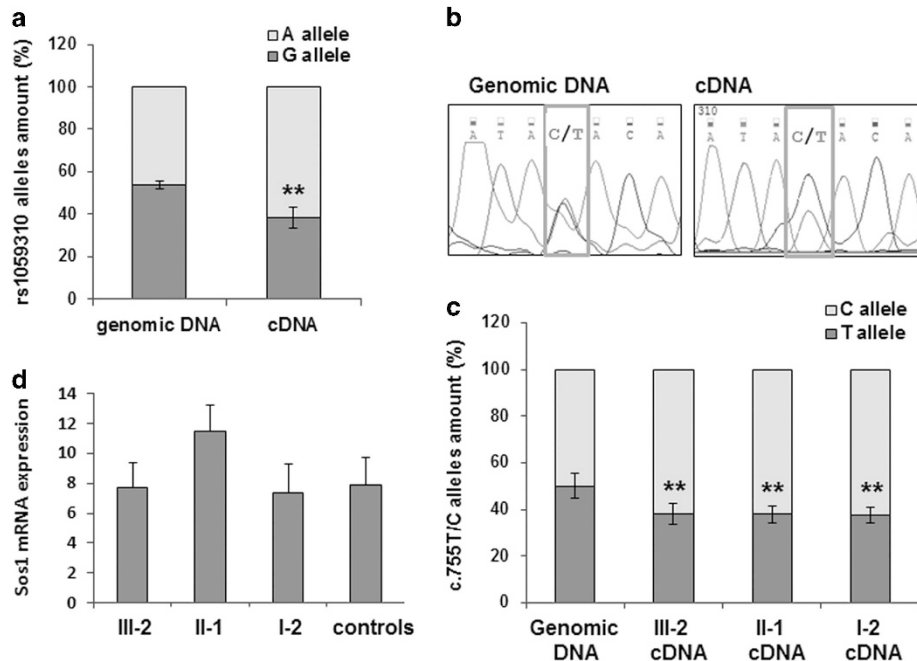 a
A allele
G allele
rs1059310 alleles amount (%)
120
100
80
60
40
20
0
**
genomic DNA
cDNA
b
Genomic DNA
A T A C/T A C A
cDNA
310
A T A C/T A C A
d
Sos1 mRNA expression
14
12
10
8
6
4
2
0
III-2
II-1
I-2
controls
c
C allele
T allele
c.755T/C alleles amount (%)
120
100
80
60
40
20
0
**
**
**
Genomic DNA
III-2 cDNA
II-1 cDNA
I-2 cDNA